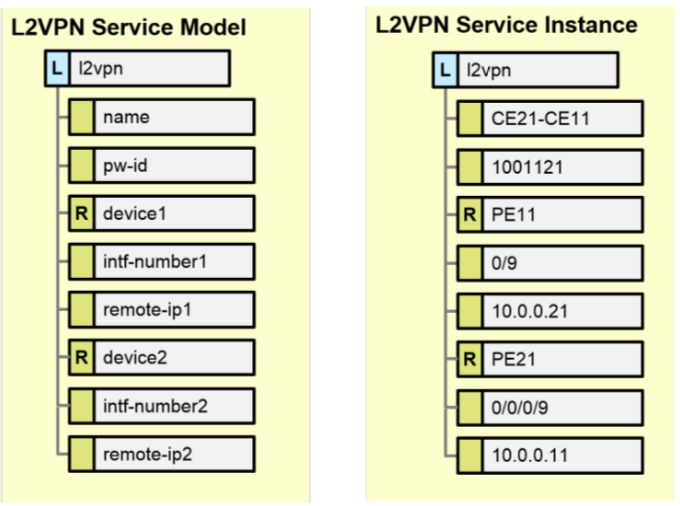 L2VPN Service Model
L l2vpn
name
pw-id
R device1
intf-number1
remote-ip1
R device2
intf-number2
remote-ip2
L2VPN Service Instance
L l2vpn
CE21-CE11
1001121
R PE11
0/9
10.0.0.21
R PE21
0/0/0/9
10.0.0.11